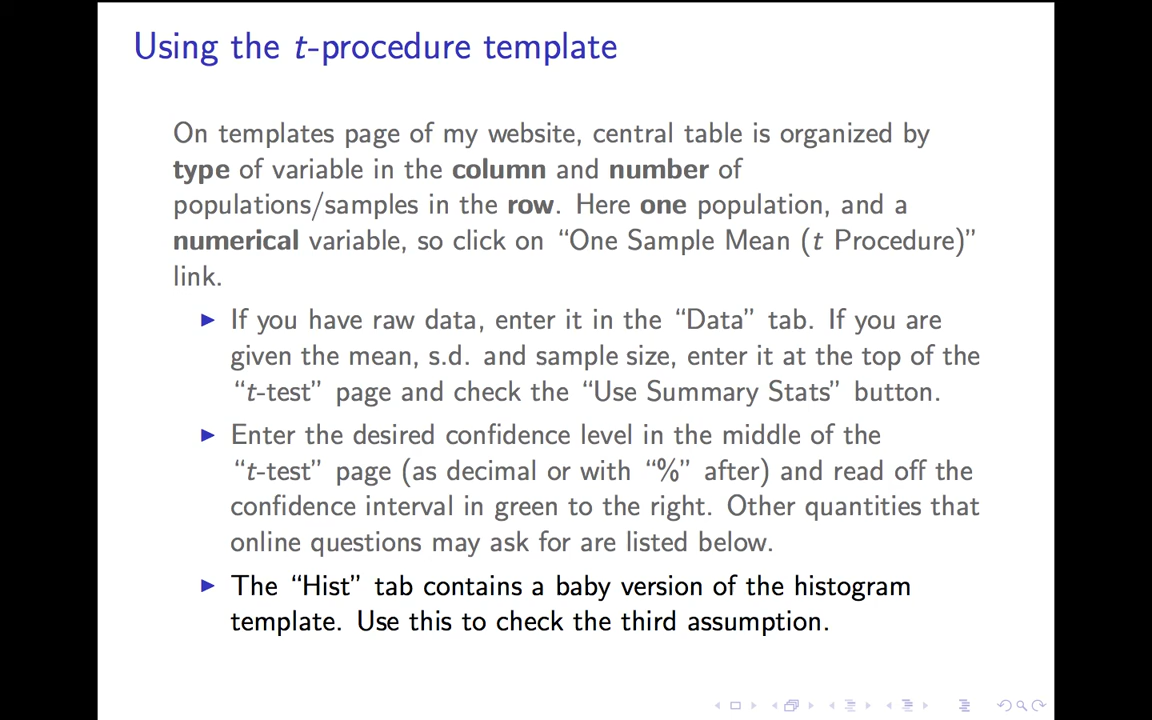 Using the t-procedure template
On templates page of my website, central table is organized by
type of variable in the column and number of
populations/samples in the row. Here one population, and a
numerical variable, so click on “One Sample Mean (t Procedure)”
link.
▶ If you have raw data, enter it in the “Data” tab. If you are
given the mean, s.d. and sample size, enter it at the top of the
“t-test” page and check the “Use Summary Stats” button.
▶ Enter the desired confidence level in the middle of the
“t-test” page (as decimal or with “%” after) and read off the
confidence interval in green to the right. Other quantities that
online questions may ask for are listed below.
▶ The “Hist” tab contains a baby version of the histogram
template. Use this to check the third assumption.